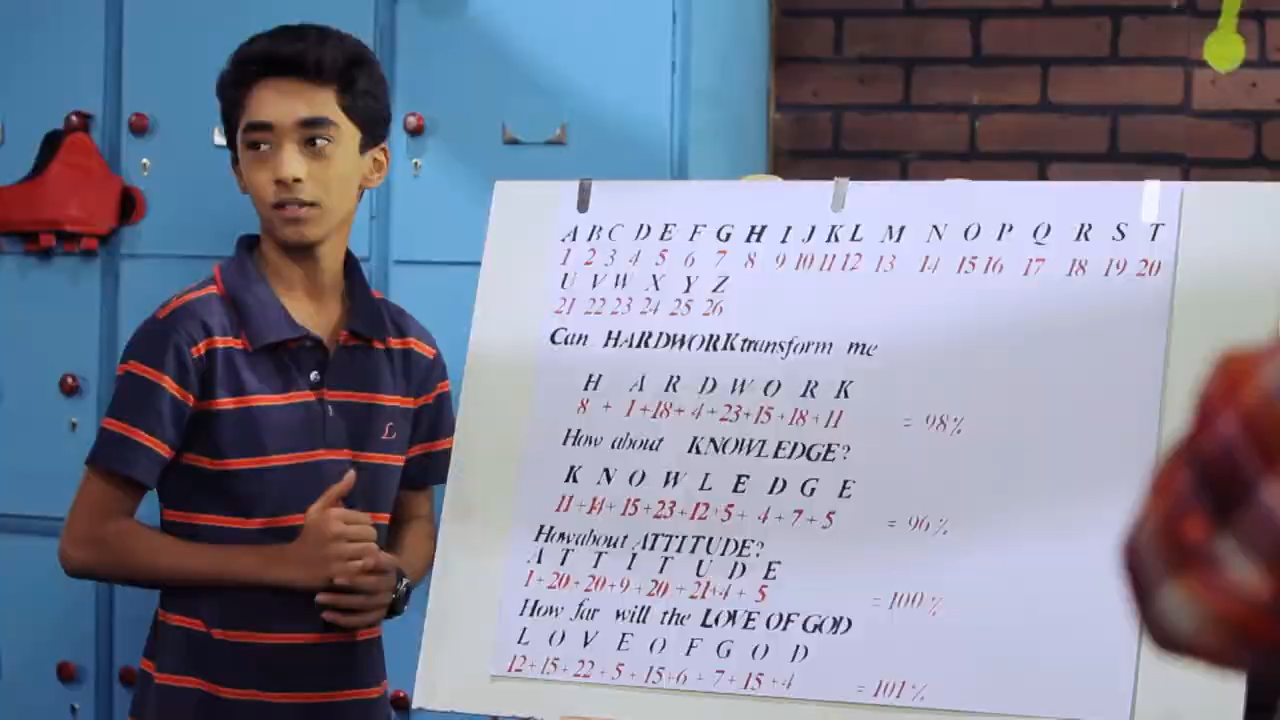 A B C D E F G H I J K L M N O P Q R S T
1 2 3 4 5 6 7 8 9 10 11 12 13 14 15 16 17 18 19 20
U V W X Y Z
21 22 23 24 25 26
Can HARDWORK transform me
H A R D W O R K
8 + 1 +18+ 4 +23+15 +18 +11 = 98%
How about KNOWLEDGE?
K N O W L E D G E
11 +14+ 15 +23 +12 +5 + 4 + 7 + 5 = 96%
How about ATTITUDE?
A T T I T U D E
1 + 20 + 20 + 9 + 20 + 21+4 + 5 = 100%
How far will the LOVE OF GOD
L O V E O F G O D
12+ 15 + 22 + 5 + 15 +6 + 7 + 15 +4 = 101%
L